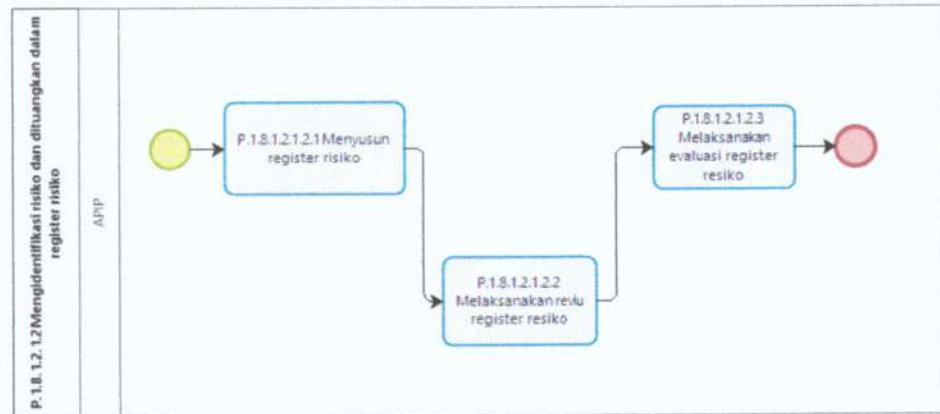 P.1.8.1.2.1.2 Mengidentifikasi risiko dan dituangkan dalam
register risiko
APIP
P.1.8.1.2.1.2.1 Menyusun
register risiko
P.1.8.1.2.1.2.2
Melaksanakan reviu
register resiko
P.1.8.1.2.1.2.3
Melaksanakan
evaluasi register
resiko